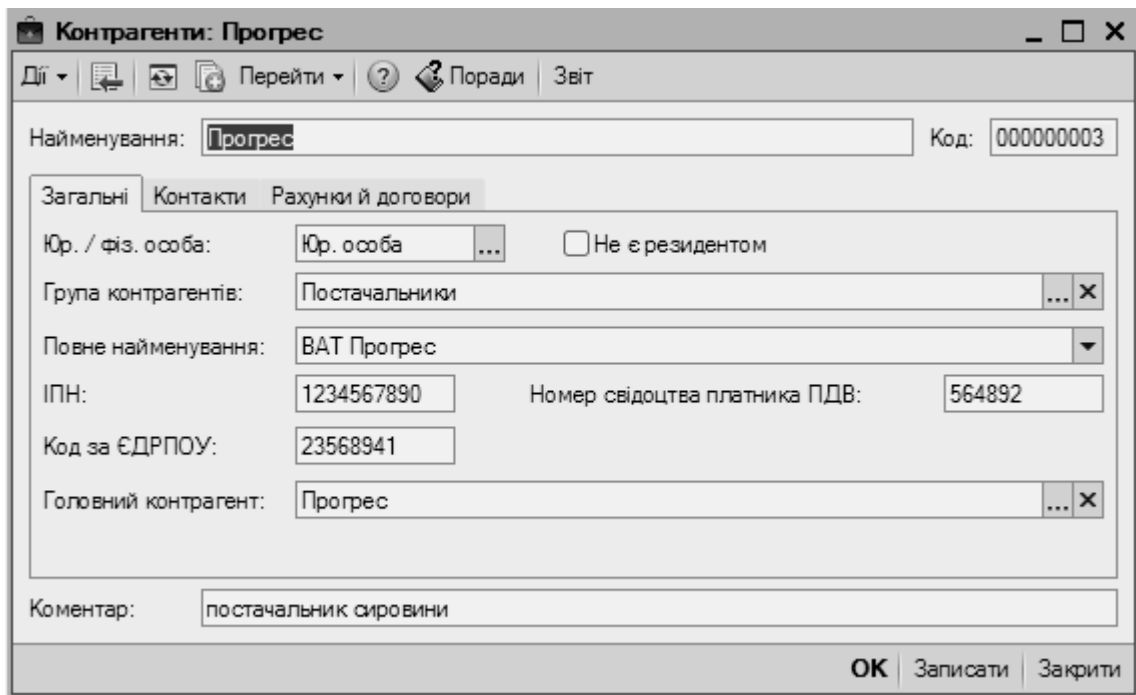 Контрагенти: Прогрес
Дії Перейти Поради Звіт
Найменування: Прогрес Код: 000000003
Загальні Контакти Рахунки й договори
Юр. / фіз. особа: Юр. особа ... Не є резидентом
Група контрагентів: Постачальники ...
Повне найменування: ВАТ Прогрес
ІПН: 1234567890 Номер свідоцтва платника ПДВ: 564892
Код за ЄДРПОУ: 23568941
Головний контрагент: Прогрес ...
Коментар: постачальник сировини
OK Записати Закрити